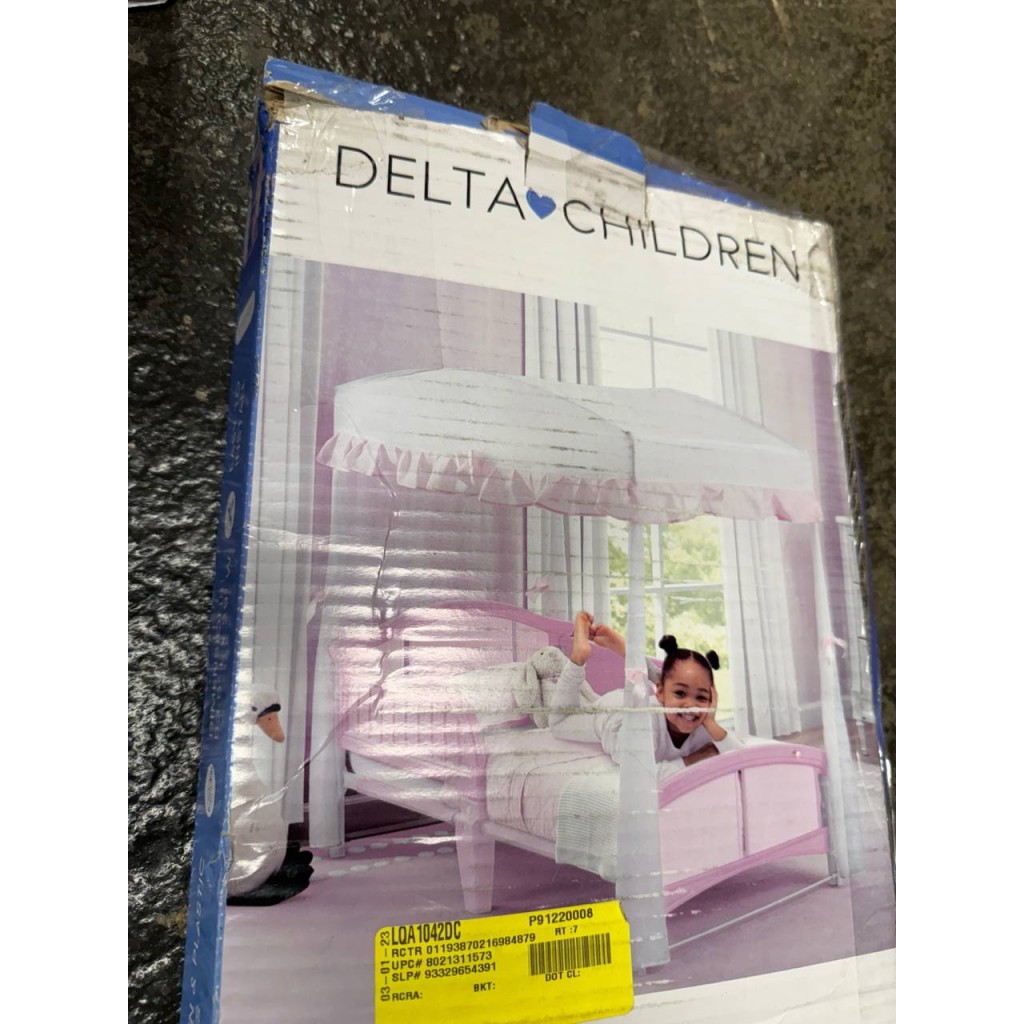 DELTA CHILDREN
03-01-23
LQA1042DC P91220008
RCTR 01193870216984879 RT :7
UPC# 8021311573
SLP# 93329654391 DOT CL:
RCRA: BKT: